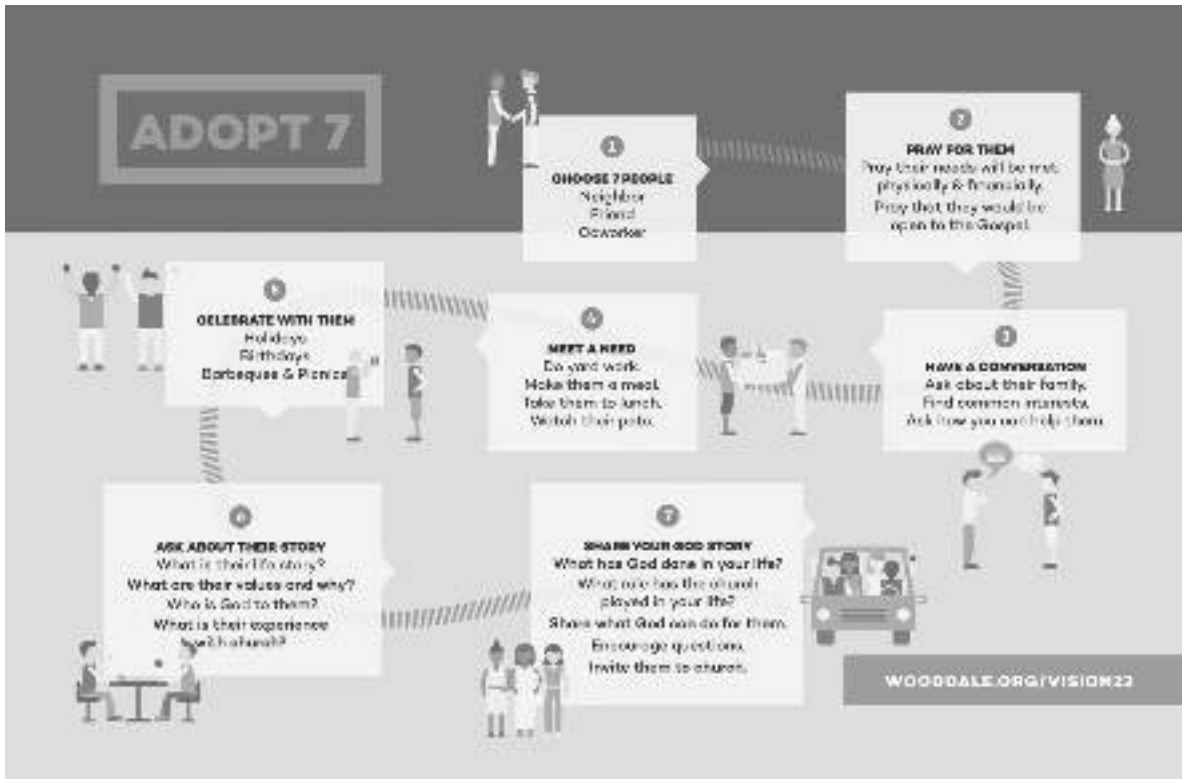 ADOPT 7
1
CHOOSE 7 PEOPLE
Neighbor
Friend
Coworker
2
PRAY FOR THEM
Pray their needs will be met
physically & financially.
Pray that they would be
open to the Gospel.
3
HAVE A CONVERSATION
Ask about their family.
Find common interests.
Ask how you can help them.
4
MEET A NEED
Do yard work.
Make them a meal.
Take them to lunch.
Watch their pets.
5
CELEBRATE WITH THEM
Holidays
Birthdays
Barbeques & Picnics
6
ASK ABOUT THEIR STORY
What is their life story?
What are their values and why?
Who is God to them?
What is their experience
with church?
7
SHARE YOUR GOD STORY
What has God done in your life?
What role has the church
played in your life?
Share what God can do for them.
Encourage questions.
Invite them to church.
WOODDALE.ORG/VISION22